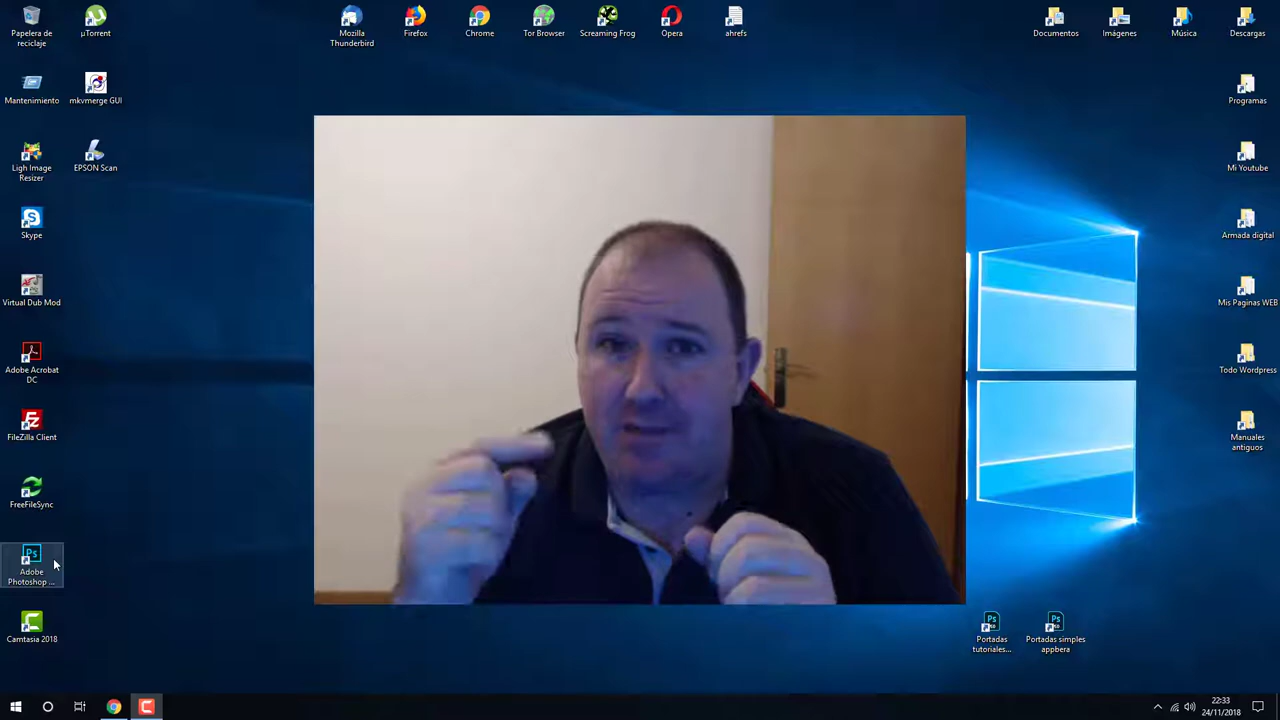 Papelera de
reciclaje
µTorrent
Mozilla
Thunderbird
Firefox
Chrome
Tor Browser
Screaming Frog
Opera
ahrefs
Documentos
Imágenes
Música
Descargas
Mantenimiento
mkvmerge GUI
Programas
Ligh Image
Resizer
EPSON Scan
Mi Youtube
Skype
Armada digital
Virtual Dub Mod
Mis Paginas WEB
Adobe Acrobat
DC
Todo Wordpress
FileZilla Client
Manuales
antiguos
FreeFileSync
Adobe
Photoshop ...
Camtasia 2018
Portadas
tutoriales...
Portadas simples
appbera
22:33
24/11/2018